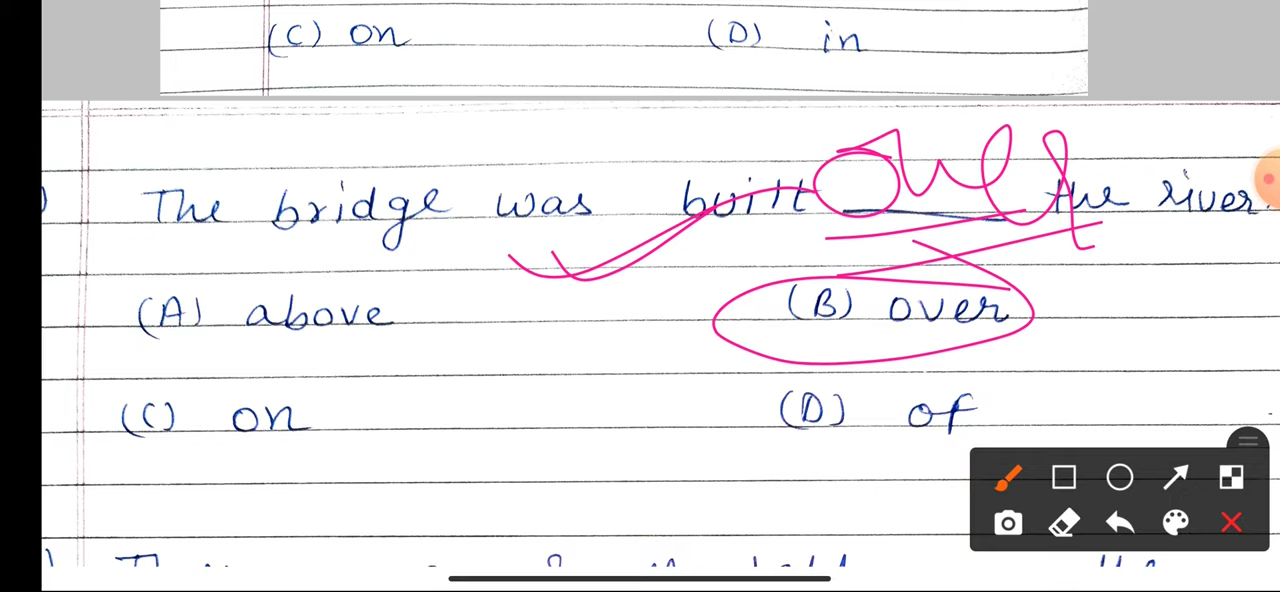 (C) on (D) in
) The bridge was built over the river.
(A) above (B) over
(C) on (D) of